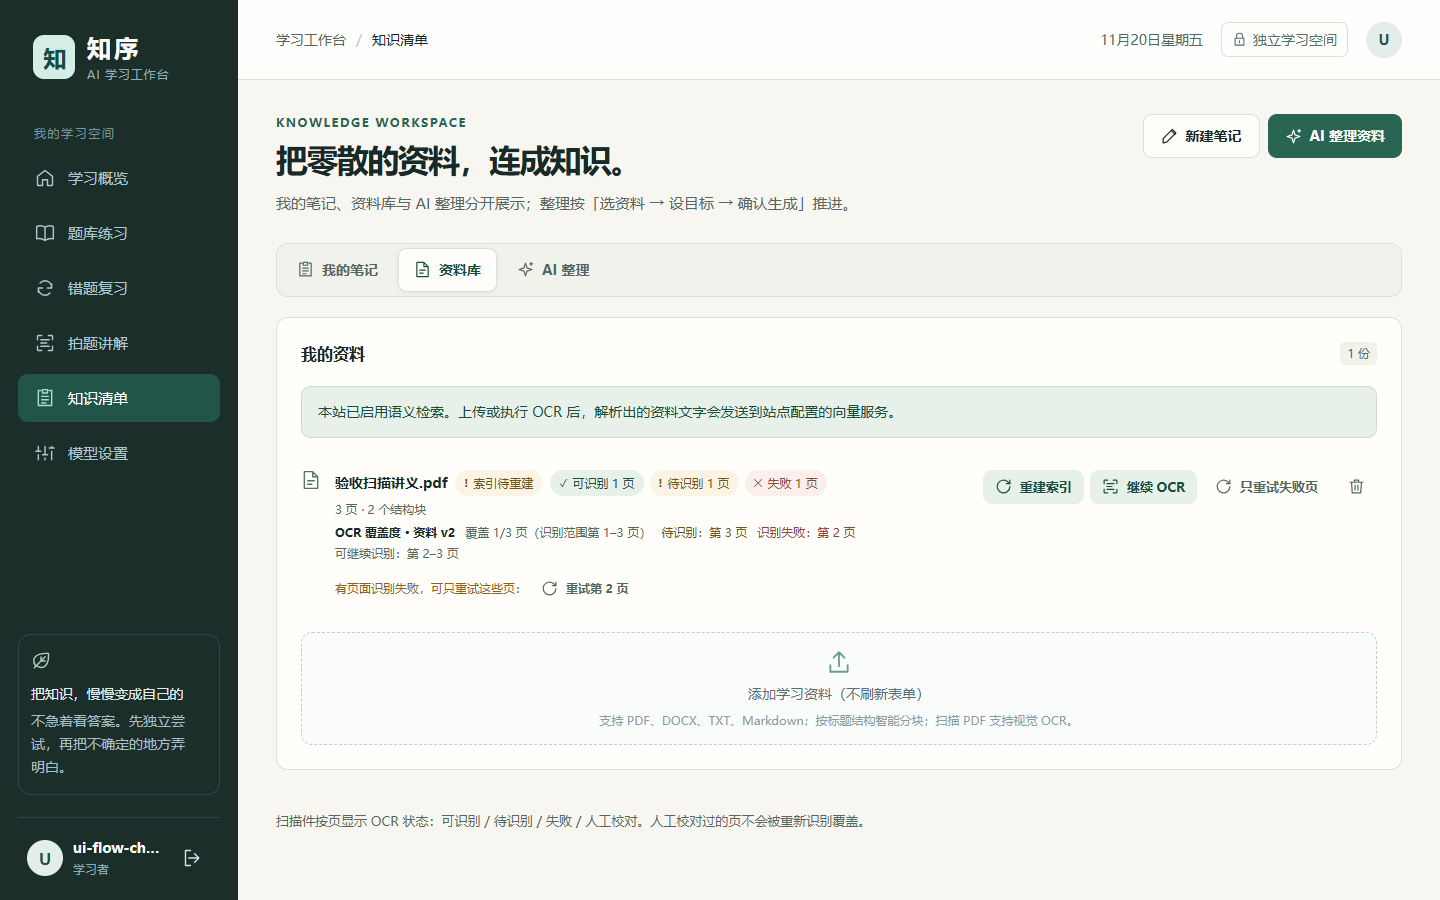 知
知序
AI 学习工作台
我的学习空间
学习概览
题库练习
错题复习
拍题讲解
知识清单
模型设置
把知识，慢慢变成自己的
不急着看答案。先独立尝
试，再把不确定的地方弄
明白。
U
ui-flow-ch...
学习者
学习工作台 / 知识清单
11月20日星期五
独立学习空间
U
KNOWLEDGE WORKSPACE
把零散的资料，连成知识。
我的笔记、资料库与 AI 整理分开展示；整理按「选资料 → 设目标 → 确认生成」推进。
新建笔记
AI 整理资料
我的笔记
资料库
AI 整理
我的资料
1 份
本站已启用语义检索。上传或执行 OCR 后，解析出的资料文字会发送到站点配置的向量服务。
验收扫描讲义.pdf
! 索引待重建
✓ 可识别 1 页
! 待识别 1 页
× 失败 1 页
重建索引
继续 OCR
只重试失败页
3 页 · 2 个结构块
OCR 覆盖度 · 资料 v2 覆盖 1/3 页（识别范围第 1–3 页） 待识别：第 3 页 识别失败：第 2 页
可继续识别：第 2–3 页
有页面识别失败，可只重试这些页：
重试第 2 页
添加学习资料（不刷新表单）
支持 PDF、DOCX、TXT、Markdown；按标题结构智能分块；扫描 PDF 支持视觉 OCR。
扫描件按页显示 OCR 状态：可识别 / 待识别 / 失败 / 人工校对。人工校对过的页不会被重新识别覆盖。